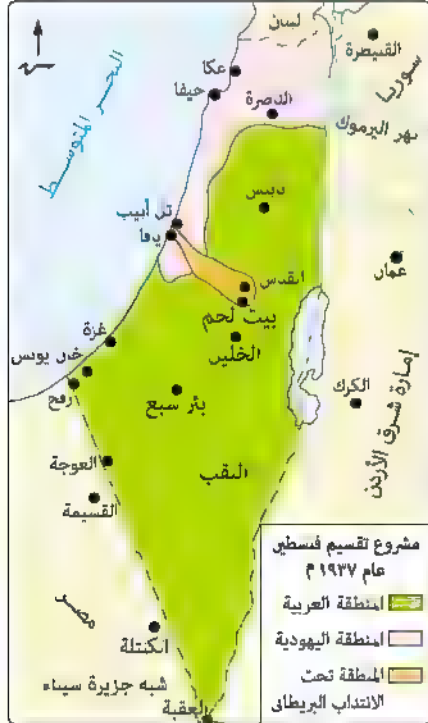 لبنان
القنيطرة
سوريا
عكا
حيفا
الناصرة
نهر اليرموك
البحر المتوسط
نابلس
تل أبيب
يافا
عمان
القدس
بيت لحم
الخليل
غزة
خان يونس
رفح
بئر سبع
الكرك
إمارة شرق الأردن
العوجة
القسيمة
النقب
مصر
الكنتلة
شبه جزيرة سيناء
العقبة
مشروع تقسيم فلسطين
عام ١٩٣٧م
المنطقة العربية
المنطقة اليهودية
المنطقة تحت
الانتداب البريطانى